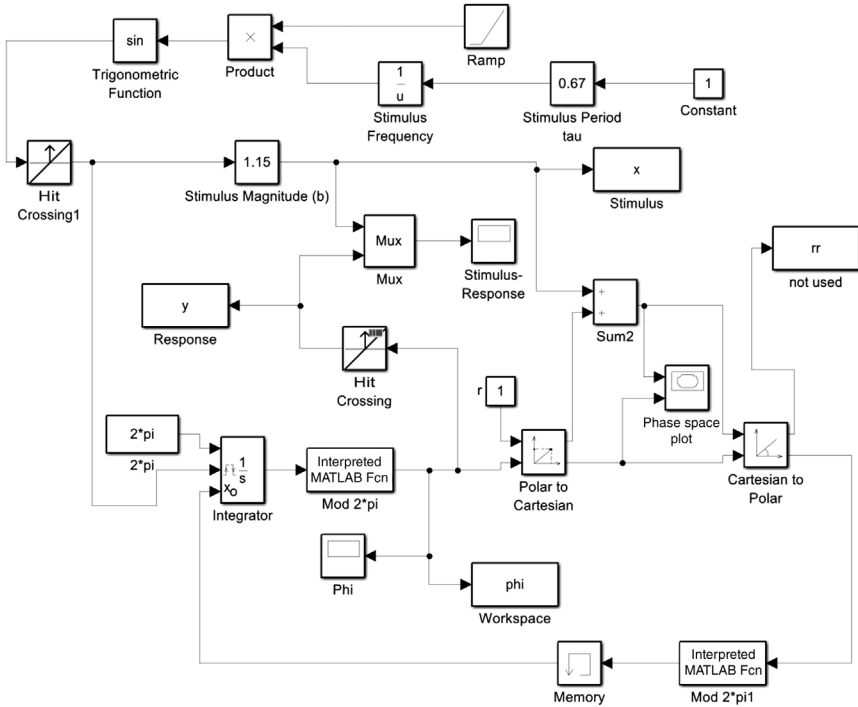 sin
Trigonometric
Function
×
Product
Ramp
1
u
Stimulus
Frequency
0.67
Stimulus Period
tau
1
Constant
Hit
Crossing1
1.15
Stimulus Magnitude (b)
x
Stimulus
Mux
Mux
Stimulus-
Response
rr
not used
y
Response
+
+
Sum2
Hit
Crossing
r
1
Phase space
plot
2*pi
2*pi
1
s
xo
Integrator
Interpreted
MATLAB Fcn
Mod 2*pi
Polar to
Cartesian
Cartesian to
Polar
Phi
phi
Workspace
Memory
Interpreted
MATLAB Fcn
Mod 2*pi1